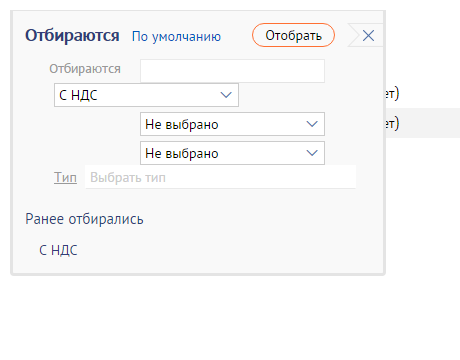 Отбираются По умолчанию Отобрать
Отбираются
С НДС
ет)
Не выбрано
ет)
Не выбрано
Тип Выбрать тип
Ранее отбирались
С НДС